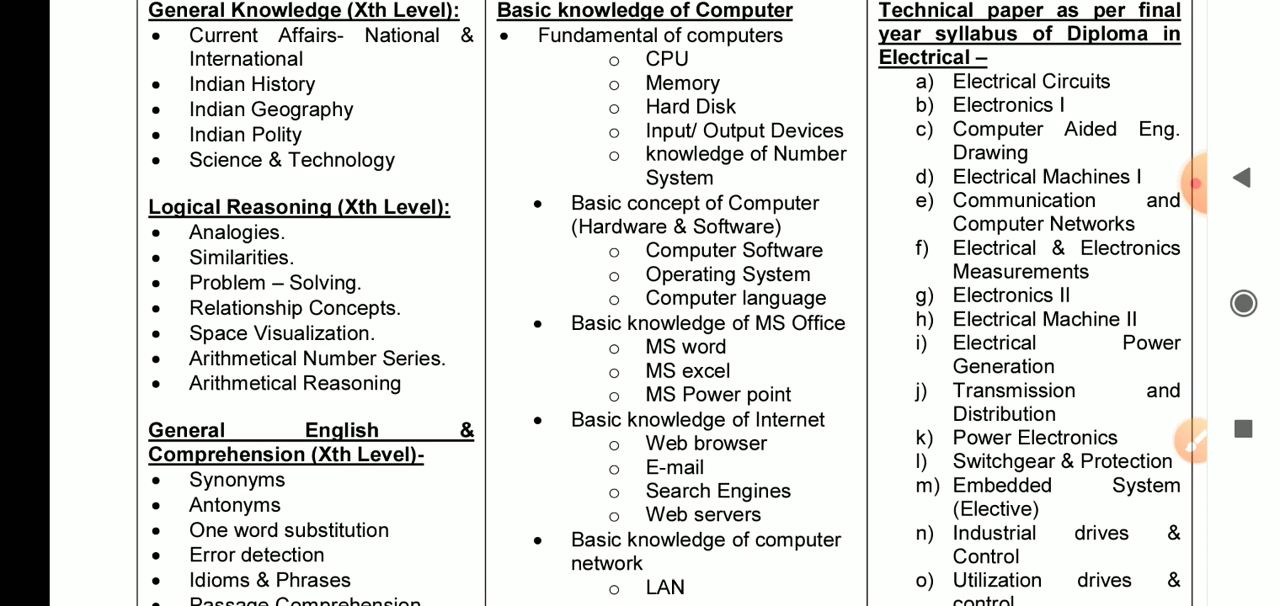 General Knowledge (Xth Level):
• Current Affairs- National &
International
• Indian History
• Indian Geography
• Indian Polity
• Science & Technology
Logical Reasoning (Xth Level):
• Analogies.
• Similarities.
• Problem – Solving.
• Relationship Concepts.
• Space Visualization.
• Arithmetical Number Series.
• Arithmetical Reasoning
General English &
Comprehension (Xth Level)-
• Synonyms
• Antonyms
• One word substitution
• Error detection
• Idioms & Phrases
• Passage Comprehension
Basic knowledge of Computer
• Fundamental of computers
o CPU
o Memory
o Hard Disk
o Input/ Output Devices
o knowledge of Number
System
• Basic concept of Computer
(Hardware & Software)
o Computer Software
o Operating System
o Computer language
• Basic knowledge of MS Office
o MS word
o MS excel
o MS Power point
• Basic knowledge of Internet
o Web browser
o E-mail
o Search Engines
o Web servers
• Basic knowledge of computer
network
o LAN
Technical paper as per final
year syllabus of Diploma in
Electrical –
a) Electrical Circuits
b) Electronics I
c) Computer Aided Eng.
Drawing
d) Electrical Machines I
e) Communication and
Computer Networks
f) Electrical & Electronics
Measurements
g) Electronics II
h) Electrical Machine II
i) Electrical Power
Generation
j) Transmission and
Distribution
k) Power Electronics
l) Switchgear & Protection
m) Embedded System
(Elective)
n) Industrial drives &
Control
o) Utilization drives &
control